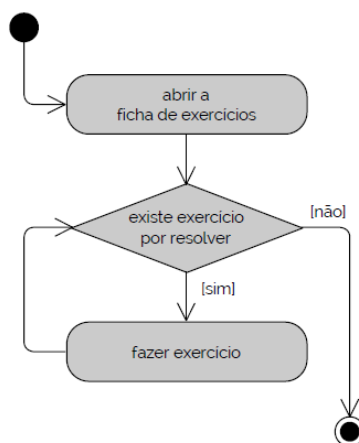 abrir a
ficha de exercícios
existe exercício
por resolver
[não]
[sim]
fazer exercício